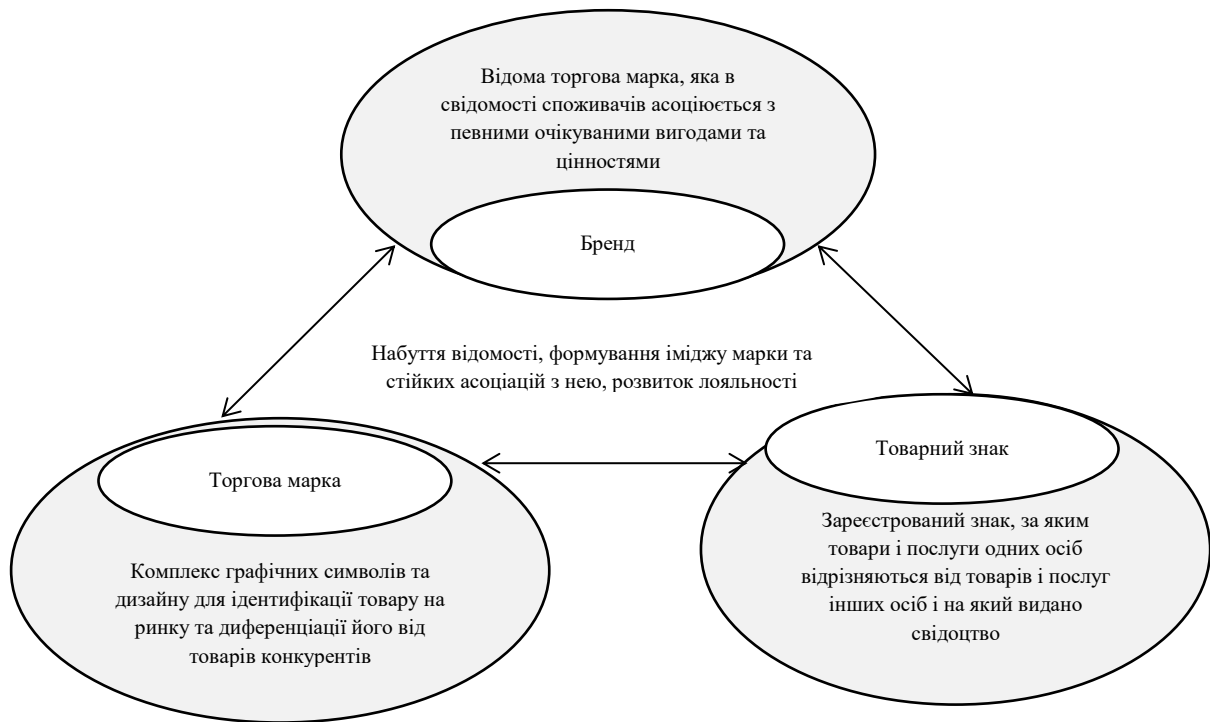 Відома торгова марка, яка в
свідомості споживачів асоціюється з
певними очікуваними вигодами та
цінностями
Бренд
Набуття відомості, формування іміджу марки та
стійких асоціацій з нею, розвиток лояльності
Торгова марка
Комплекс графічних символів та
дизайну для ідентифікації товару на
ринку та диференціації його від
товарів конкурентів
Товарний знак
Зареєстрований знак, за яким
товари і послуги одних осіб
відрізняються від товарів і послуг
інших осіб і на який видано
свідоцтво